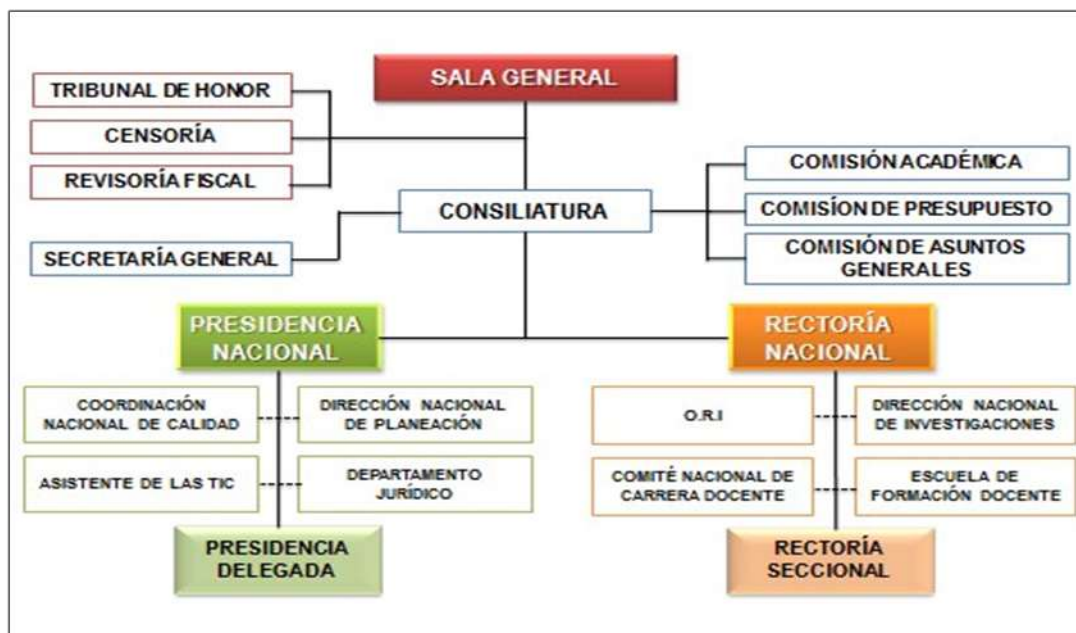 SALA GENERAL
TRIBUNAL DE HONOR
CENSORÍA
REVISORÍA FISCAL
SECRETARÍA GENERAL
CONSILIATURA
COMISIÓN ACADÉMICA
COMISÍON DE PRESUPUESTO
COMISIÓN DE ASUNTOS
GENERALES
PRESIDENCIA
NACIONAL
COORDINACIÓN
NACIONAL DE CALIDAD
DIRECCIÓN NACIONAL
DE PLANEACIÓN
ASISTENTE DE LAS TIC
DEPARTAMENTO
JURÍDICO
PRESIDENCIA
DELEGADA
RECTORÍA
NACIONAL
O.R.I
DIRECCIÓN NACIONAL
DE INVESTIGACIONES
COMITÉ NACIONAL DE
CARRERA DOCENTE
ESCUELA DE
FORMACIÓN DOCENTE
RECTORÍA
SECCIONAL